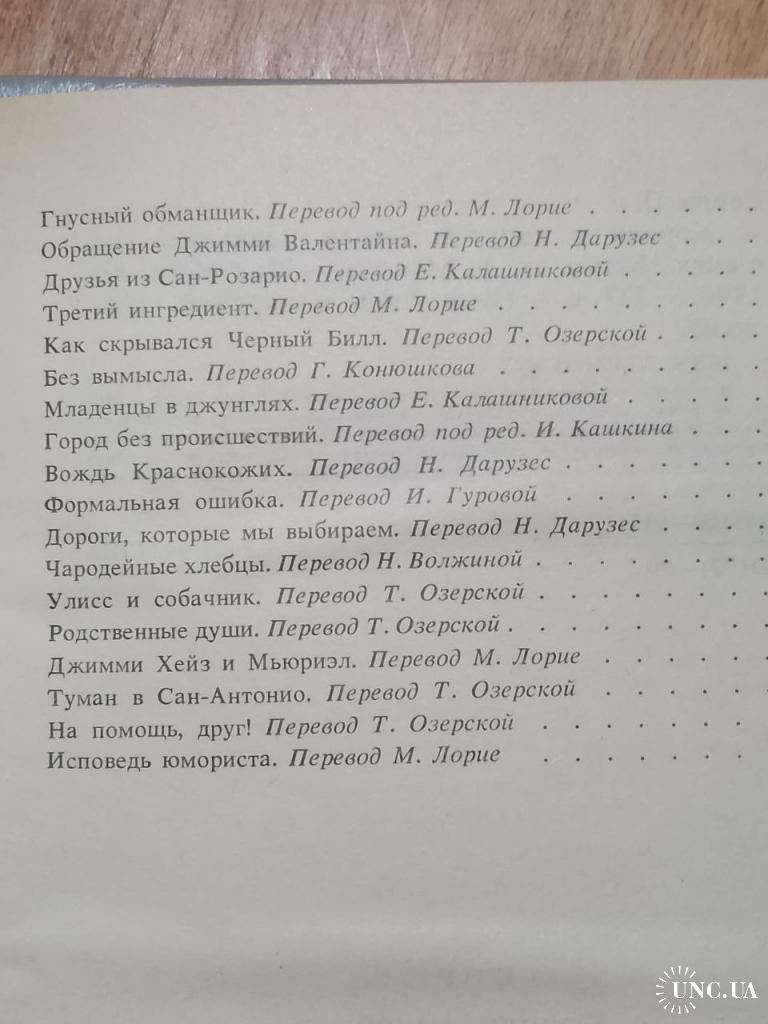 Гнусный обманщик. Перевод под ред. М. Лорие . . . . . .
Обращение Джимми Валентайна. Перевод Н. Дарузес . . .
Друзья из Сан-Розарио. Перевод Е. Калашниковой . . . . .
Третий ингредиент. Перевод М. Лорие . . . . . . . . .
Как скрывался Черный Билл. Перевод Т. Озерской . . . .
Без вымысла. Перевод Г. Конюшкова . . . . . . . .
Младенцы в джунглях. Перевод Е. Калашниковой . . . . .
Город без происшествий. Перевод под ред. И. Кашкина . . .
Вождь Краснокожих. Перевод Н. Дарузес . . . . . . .
Формальная ошибка. Перевод И. Гуровой . . . . . . .
Дороги, которые мы выбираем. Перевод Н. Дарузес . . . .
Чародейные хлебцы. Перевод Н. Волжиной . . . . . . . .
Улисс и собачник. Перевод Т. Озерской . . . . . . . .
Родственные души. Перевод Т. Озерской . . . . . . . . .
Джимми Хейз и Мьюриэл. Перевод М. Лорие . . . . . .
Туман в Сан-Антонио. Перевод Т. Озерской . . . . . .
На помощь, друг! Перевод Т. Озерской . . . . . . .
Исповедь юмориста. Перевод М. Лорие . . . . . . .
UNC.UA